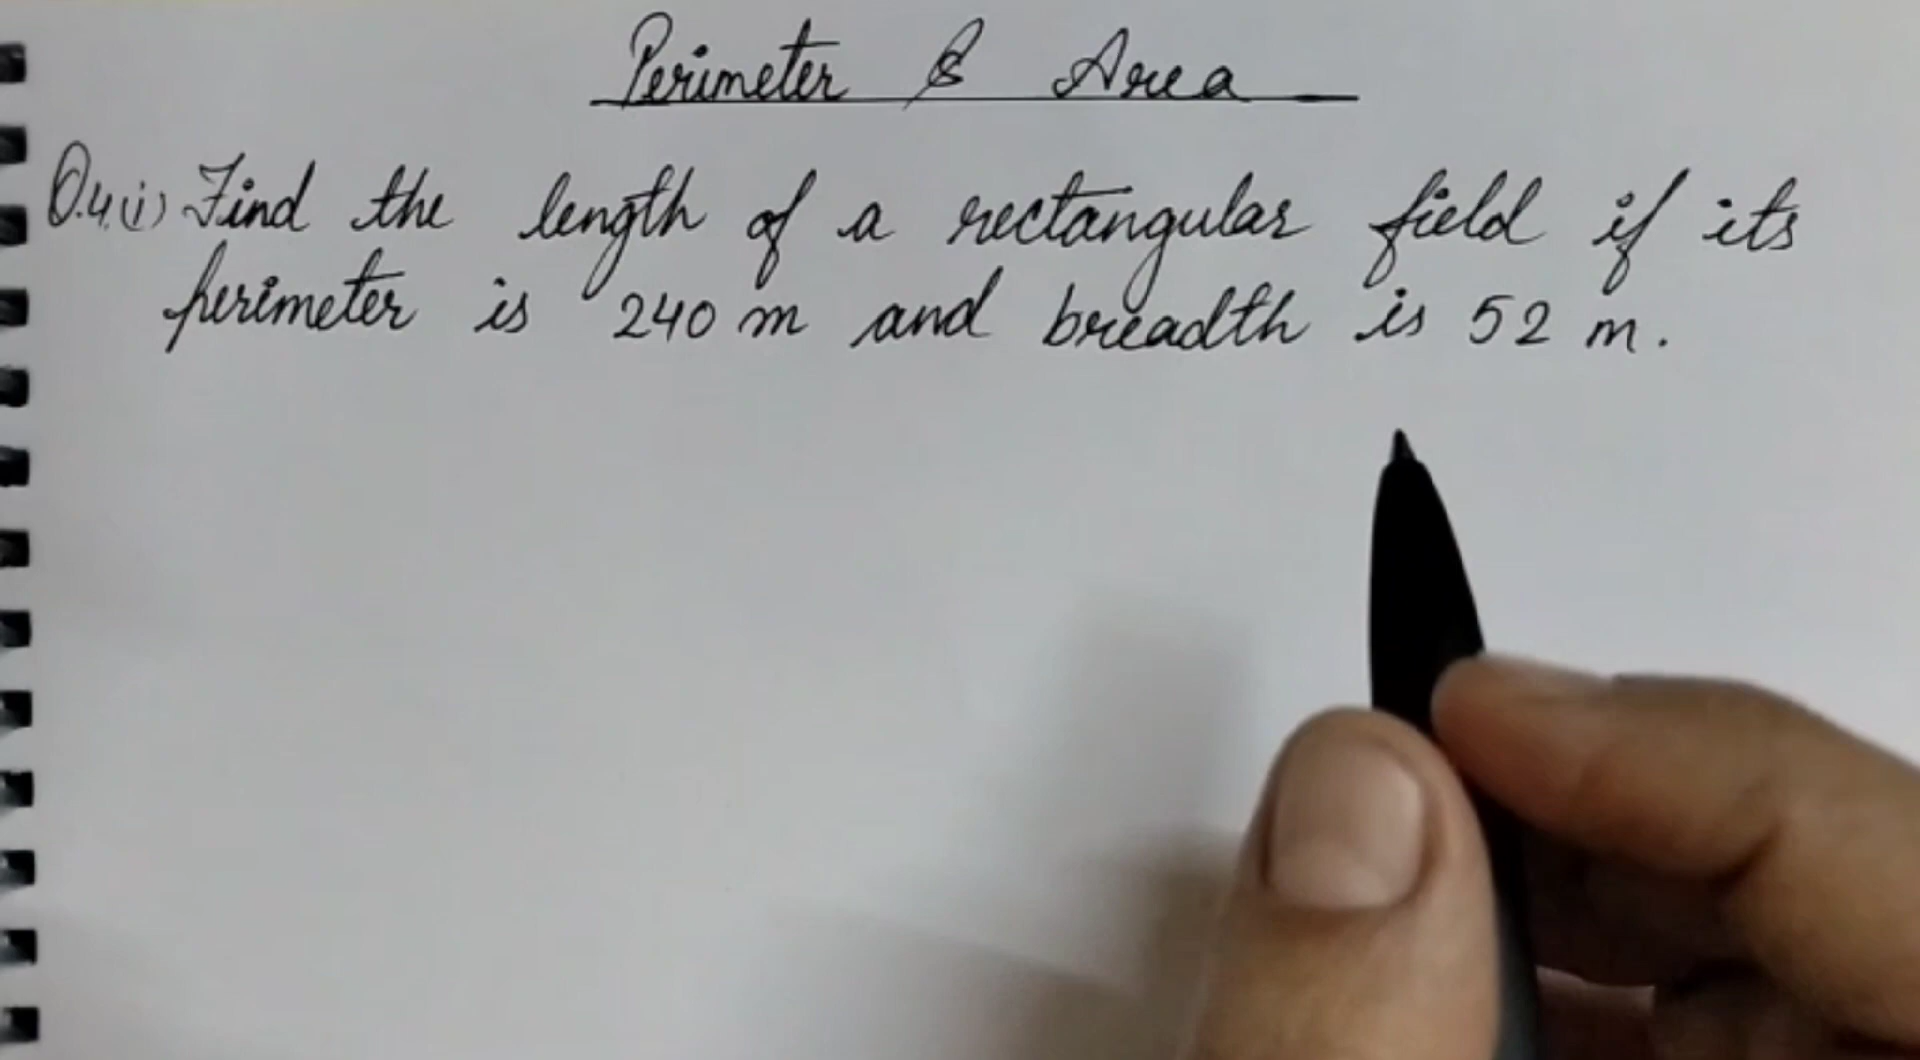 Perimeter & Area
Q.4.(i) Find the length of a rectangular field if its
perimeter is 240 m and breadth is 52 m.